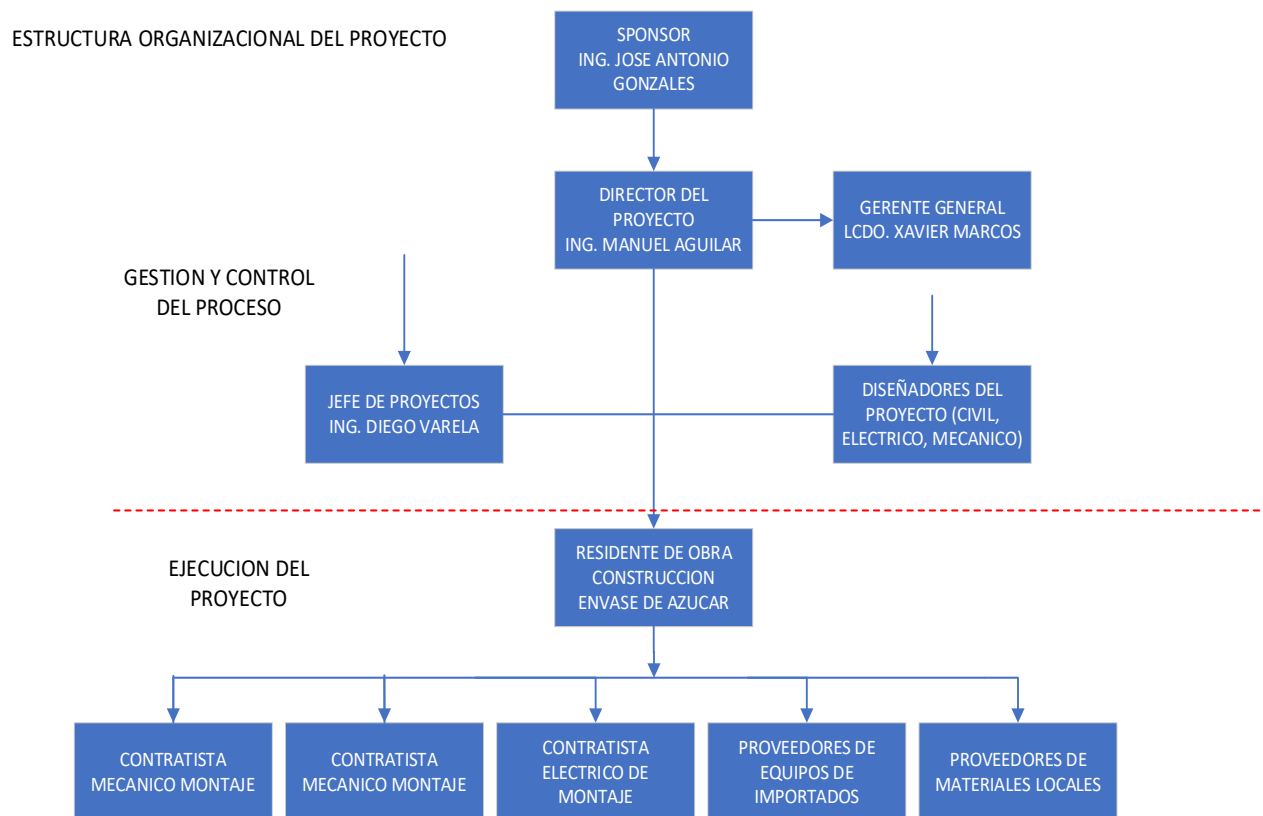 ESTRUCTURA ORGANIZACIONAL DEL PROYECTO
SPONSOR
ING. JOSE ANTONIO
GONZALES
DIRECTOR DEL
PROYECTO
ING. MANUEL AGUILAR
GERENTE GENERAL
LCDO. XAVIER MARCOS
GESTION Y CONTROL
DEL PROCESO
JEFE DE PROYECTOS
ING. DIEGO VARELA
DISEÑADORES DEL
PROYECTO (CIVIL,
ELECTRICO, MECANICO)
EJECUCION DEL
PROYECTO
RESIDENTE DE OBRA
CONSTRUCCION
ENVASE DE AZUCAR
CONTRATISTA
MECANICO MONTAJE
CONTRATISTA
MECANICO MONTAJE
CONTRATISTA
ELECTRICO DE
MONTAJE
PROVEEDORES DE
EQUIPOS DE
IMPORTADOS
PROVEEDORES DE
MATERIALES LOCALES